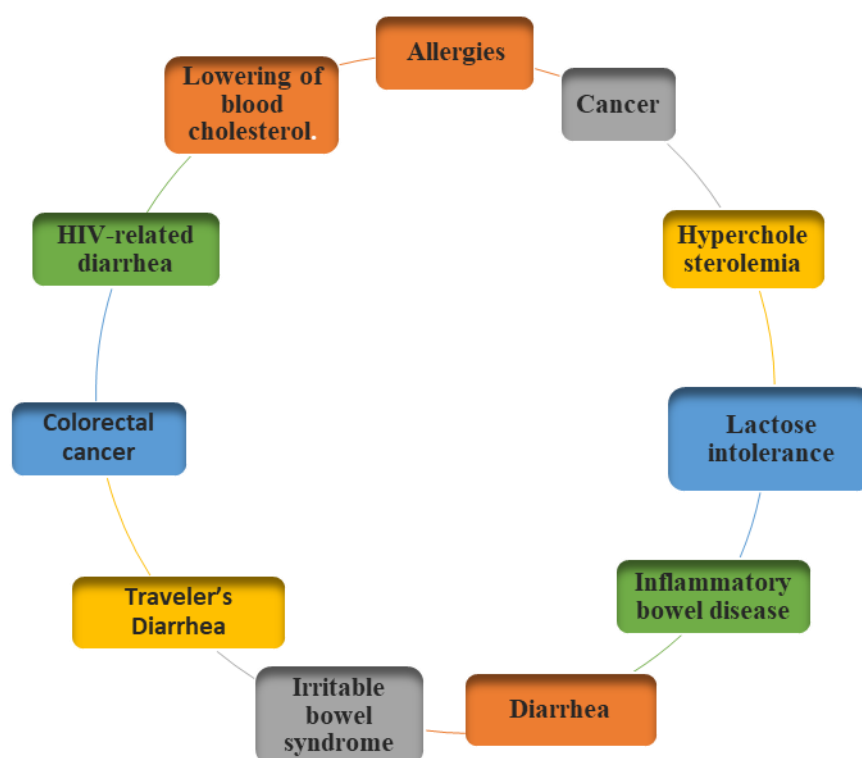 Allergies
Cancer
Hyperchole
sterolemia
Lactose
intolerance
Inflammatory
bowel disease
Diarrhea
Irritable
bowel
syndrome
Traveler’s
Diarrhea
Colorectal
cancer
HIV-related
diarrhea
Lowering of
blood
cholesterol.